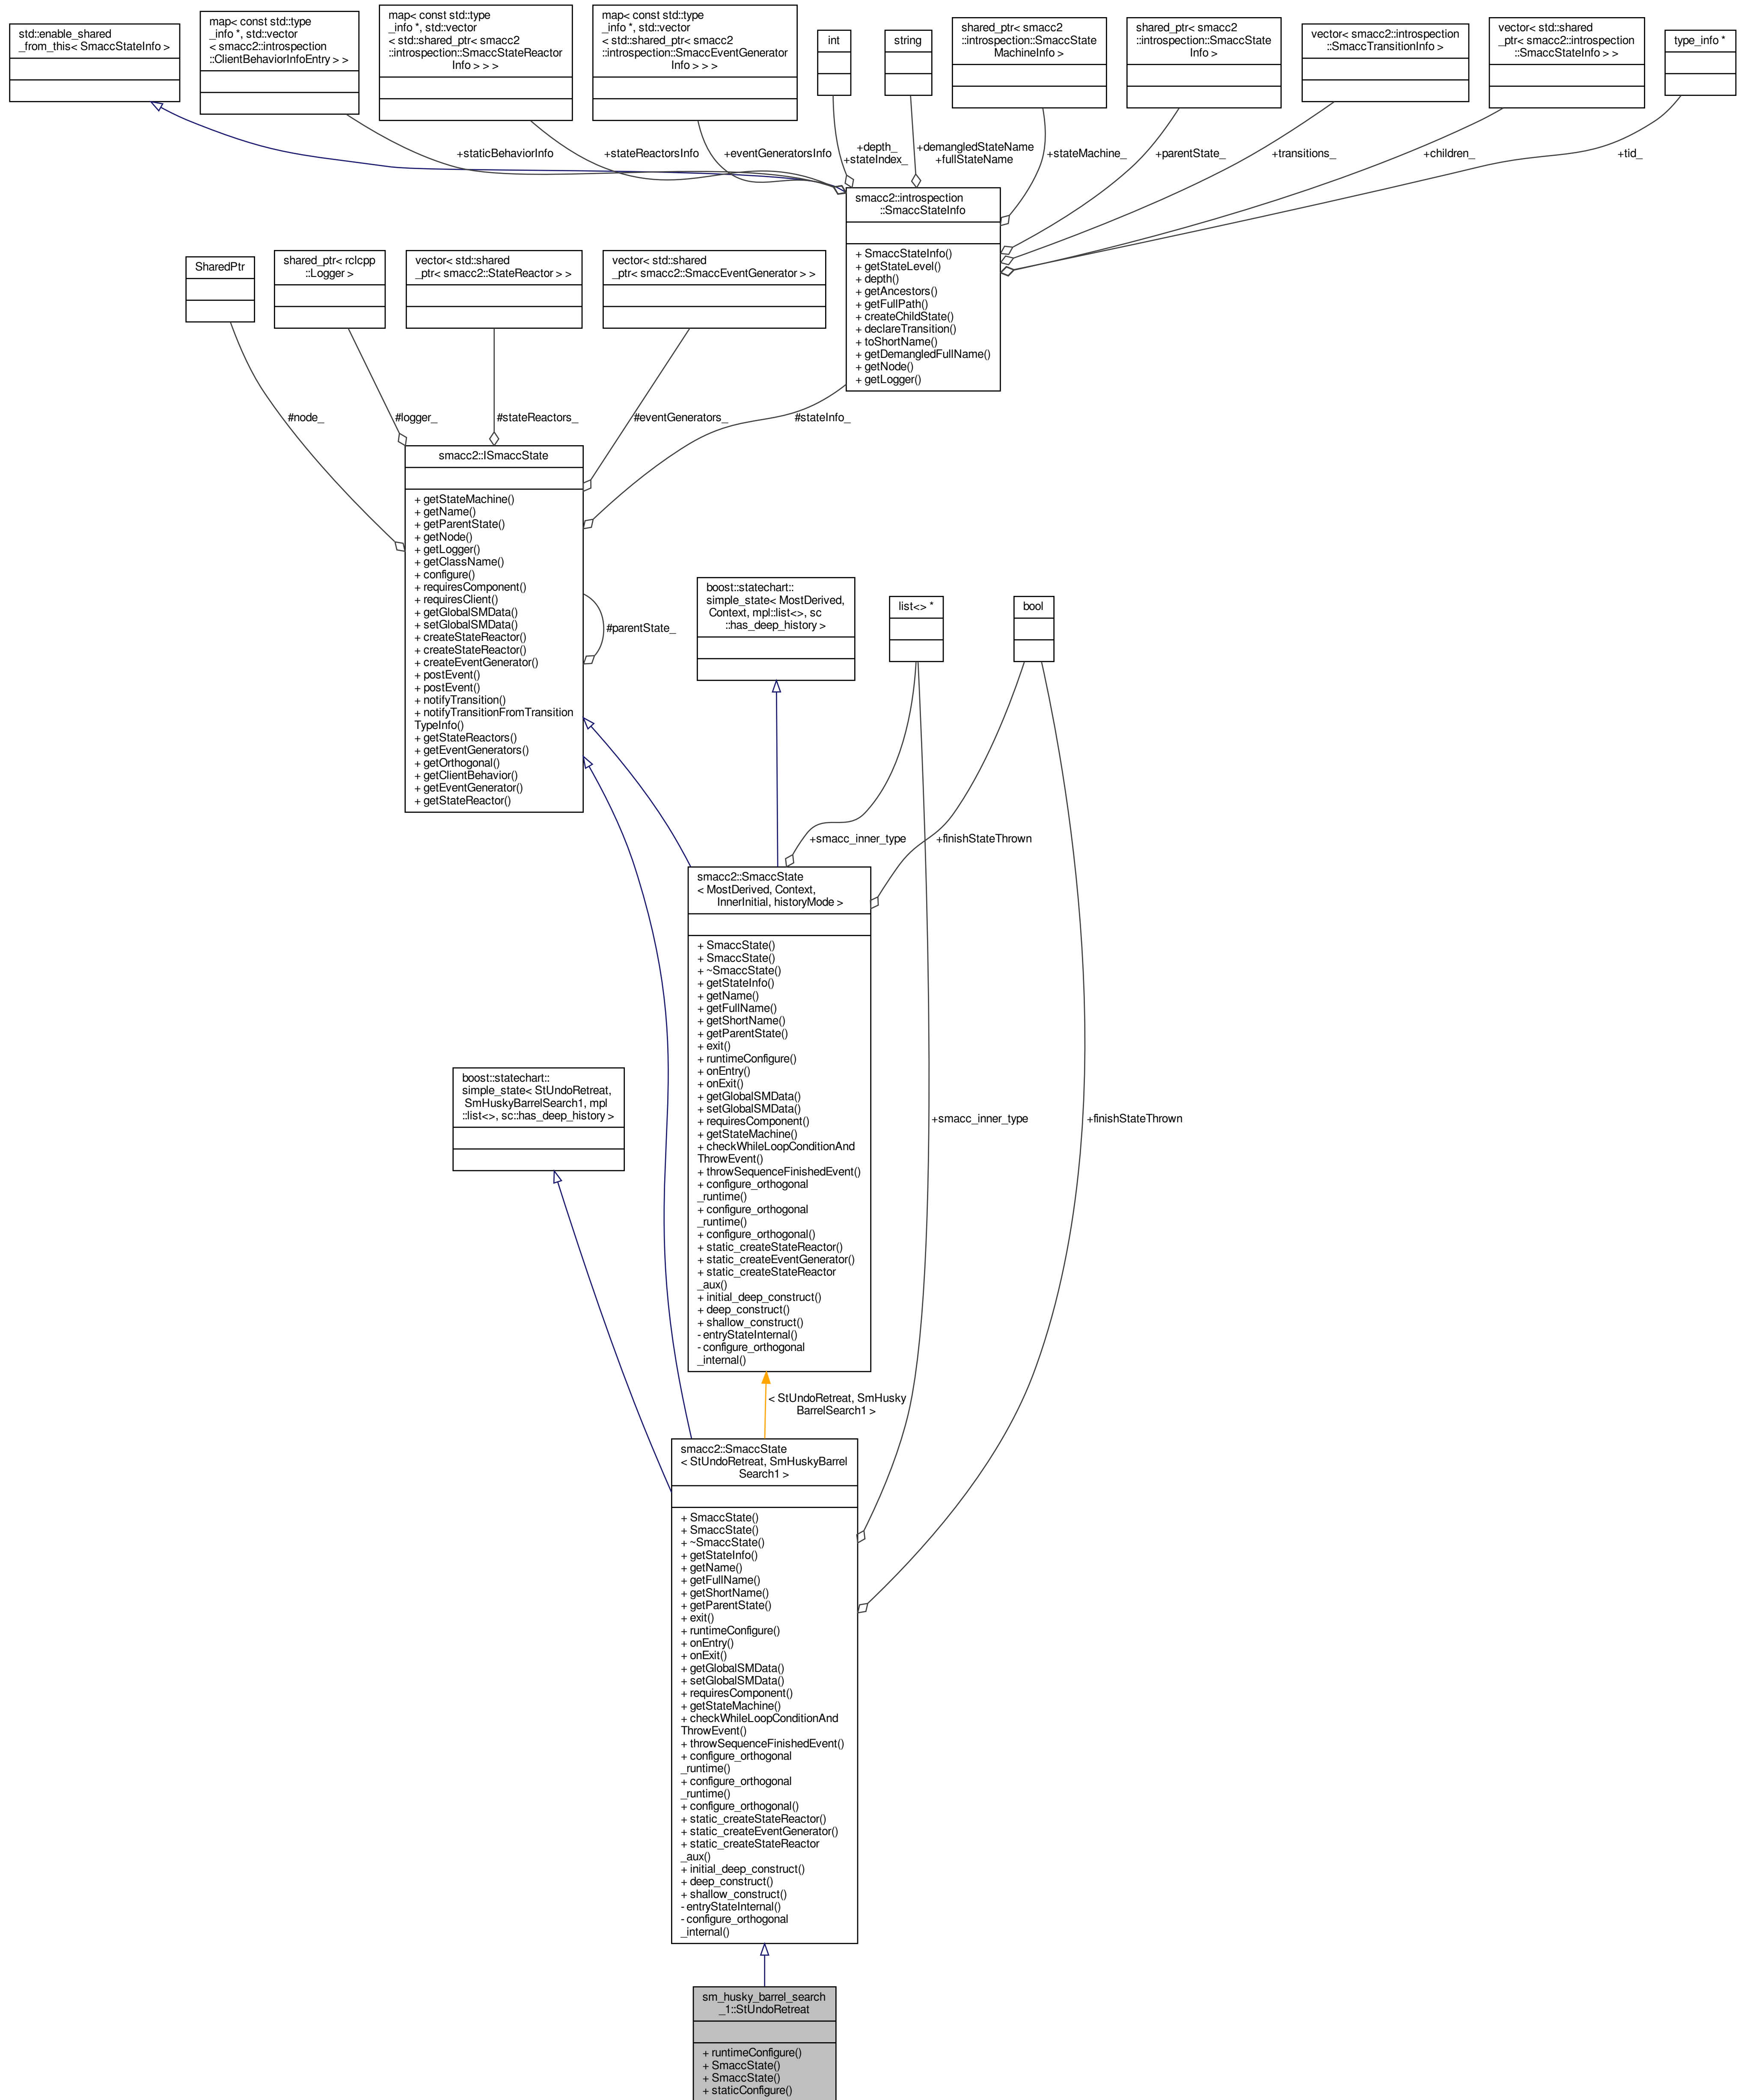 std::enable_shared
_from_this< SmaccStateInfo >
map< const std::type
_info *, std::vector
< smacc2::introspection
::ClientBehaviorInfoEntry > >
map< const std::type
_info *, std::vector
< std::shared_ptr< smacc2
::introspection::SmaccStateReactor
Info > > >
map< const std::type
_info *, std::vector
< std::shared_ptr< smacc2
::introspection::SmaccEventGenerator
Info > > >
int
string
shared_ptr< smacc2
::introspection::SmaccState
MachineInfo >
shared_ptr< smacc2
::introspection::SmaccState
Info >
vector< smacc2::introspection
::SmaccTransitionInfo >
vector< std::shared
_ptr< smacc2::introspection
::SmaccStateInfo > >
type_info *
+staticBehaviorInfo
+stateReactorsInfo
+eventGeneratorsInfo
+depth_
+stateIndex_
+demangledStateName
+fullStateName
+stateMachine_
+parentState_
+transitions_
+children_
+tid_
smacc2::introspection
::SmaccStateInfo
+ SmaccStateInfo()
+ getStateLevel()
+ depth()
+ getAncestors()
+ getFullPath()
+ createChildState()
+ declareTransition()
+ toShortName()
+ getDemangledFullName()
+ getNode()
+ getLogger()
SharedPtr
shared_ptr< rclcpp
::Logger >
vector< std::shared
_ptr< smacc2::StateReactor > >
vector< std::shared
_ptr< smacc2::SmaccEventGenerator > >
#node_
#logger_
#stateReactors_
#eventGenerators_
#stateInfo_
smacc2::ISmaccState
+ getStateMachine()
+ getName()
+ getParentState()
+ getNode()
+ getLogger()
+ getClassName()
+ configure()
+ requiresComponent()
+ requiresClient()
+ getGlobalSMData()
+ setGlobalSMData()
+ createStateReactor()
+ createStateReactor()
+ createEventGenerator()
+ postEvent()
+ postEvent()
+ notifyTransition()
+ notifyTransitionFromTransition
TypeInfo()
+ getStateReactors()
+ getEventGenerators()
+ getOrthogonal()
+ getClientBehavior()
+ getEventGenerator()
+ getStateReactor()
#parentState_
boost::statechart::
simple_state< MostDerived,
Context, mpl::list<>, sc
::has_deep_history >
list<> *
bool
+smacc_inner_type
+finishStateThrown
smacc2::SmaccState
< MostDerived, Context,
InnerInitial, historyMode >
+ SmaccState()
+ SmaccState()
+ ~SmaccState()
+ getStateInfo()
+ getName()
+ getFullName()
+ getShortName()
+ getParentState()
+ exit()
+ runtimeConfigure()
+ onEntry()
+ onExit()
+ getGlobalSMData()
+ setGlobalSMData()
+ requiresComponent()
+ getStateMachine()
+ checkWhileLoopConditionAnd
ThrowEvent()
+ throwSequenceFinishedEvent()
+ configure_orthogonal
_runtime()
+ configure_orthogonal
_runtime()
+ configure_orthogonal()
+ static_createStateReactor()
+ static_createEventGenerator()
+ static_createStateReactor
_aux()
+ initial_deep_construct()
+ deep_construct()
+ shallow_construct()
- entryStateInternal()
- configure_orthogonal
_internal()
boost::statechart::
simple_state< StUndoRetreat,
SmHuskyBarrelSearch1, mpl
::list<>, sc::has_deep_history >
+smacc_inner_type
+finishStateThrown
< StUndoRetreat, SmHusky
BarrelSearch1 >
smacc2::SmaccState
< StUndoRetreat, SmHuskyBarrel
Search1 >
+ SmaccState()
+ SmaccState()
+ ~SmaccState()
+ getStateInfo()
+ getName()
+ getFullName()
+ getShortName()
+ getParentState()
+ exit()
+ runtimeConfigure()
+ onEntry()
+ onExit()
+ getGlobalSMData()
+ setGlobalSMData()
+ requiresComponent()
+ getStateMachine()
+ checkWhileLoopConditionAnd
ThrowEvent()
+ throwSequenceFinishedEvent()
+ configure_orthogonal
_runtime()
+ configure_orthogonal
_runtime()
+ configure_orthogonal()
+ static_createStateReactor()
+ static_createEventGenerator()
+ static_createStateReactor
_aux()
+ initial_deep_construct()
+ deep_construct()
+ shallow_construct()
- entryStateInternal()
- configure_orthogonal
_internal()
sm_husky_barrel_search
_1::StUndoRetreat
+ runtimeConfigure()
+ SmaccState()
+ SmaccState()
+ staticConfigure()